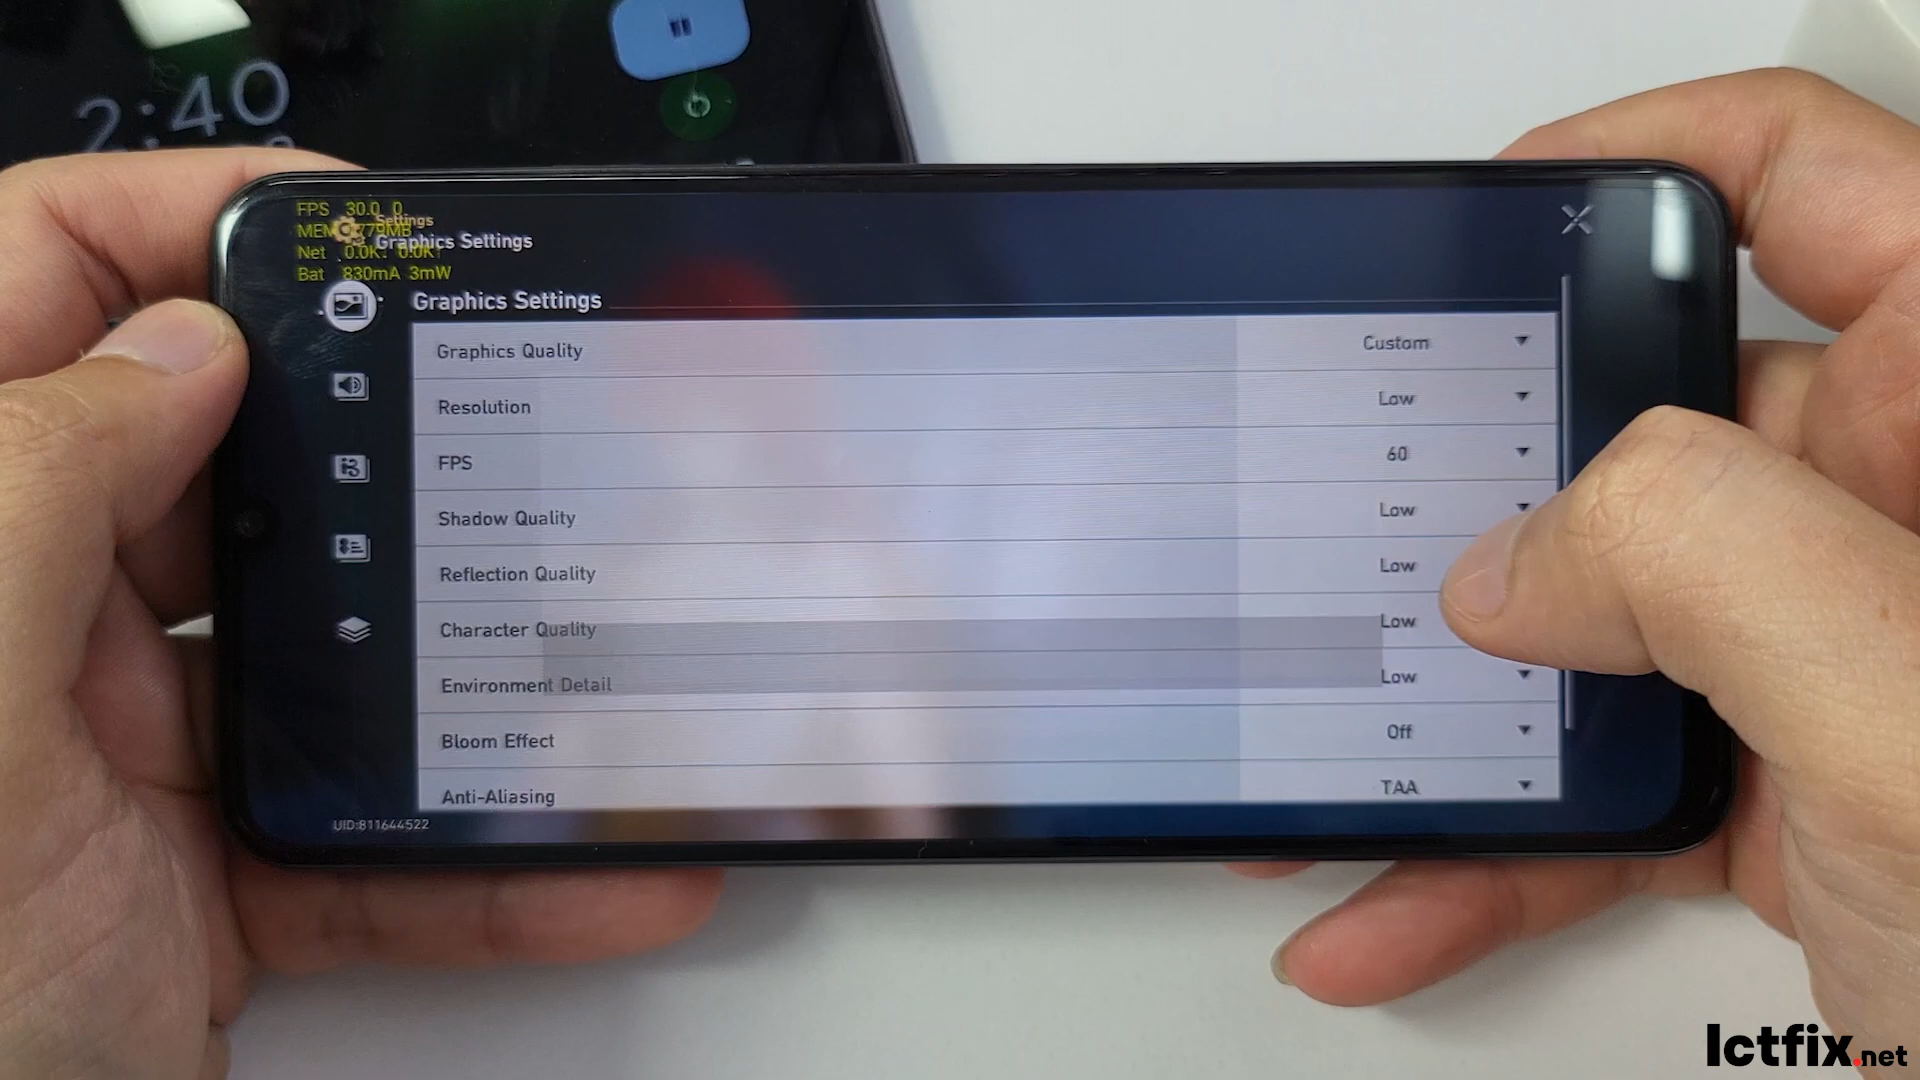 2:40
FPS 30.0 0
Settings
Graphics Settings
Net 0.0K 0.0K
Bat 830mA 3mW
Graphics Settings
Graphics Quality Custom
Resolution Low
FPS 60
Shadow Quality Low
Reflection Quality Low
Character Quality Low
Environment Detail Low
Bloom Effect Off
Anti-Aliasing TAA
UID:811644522
Ictfix.net